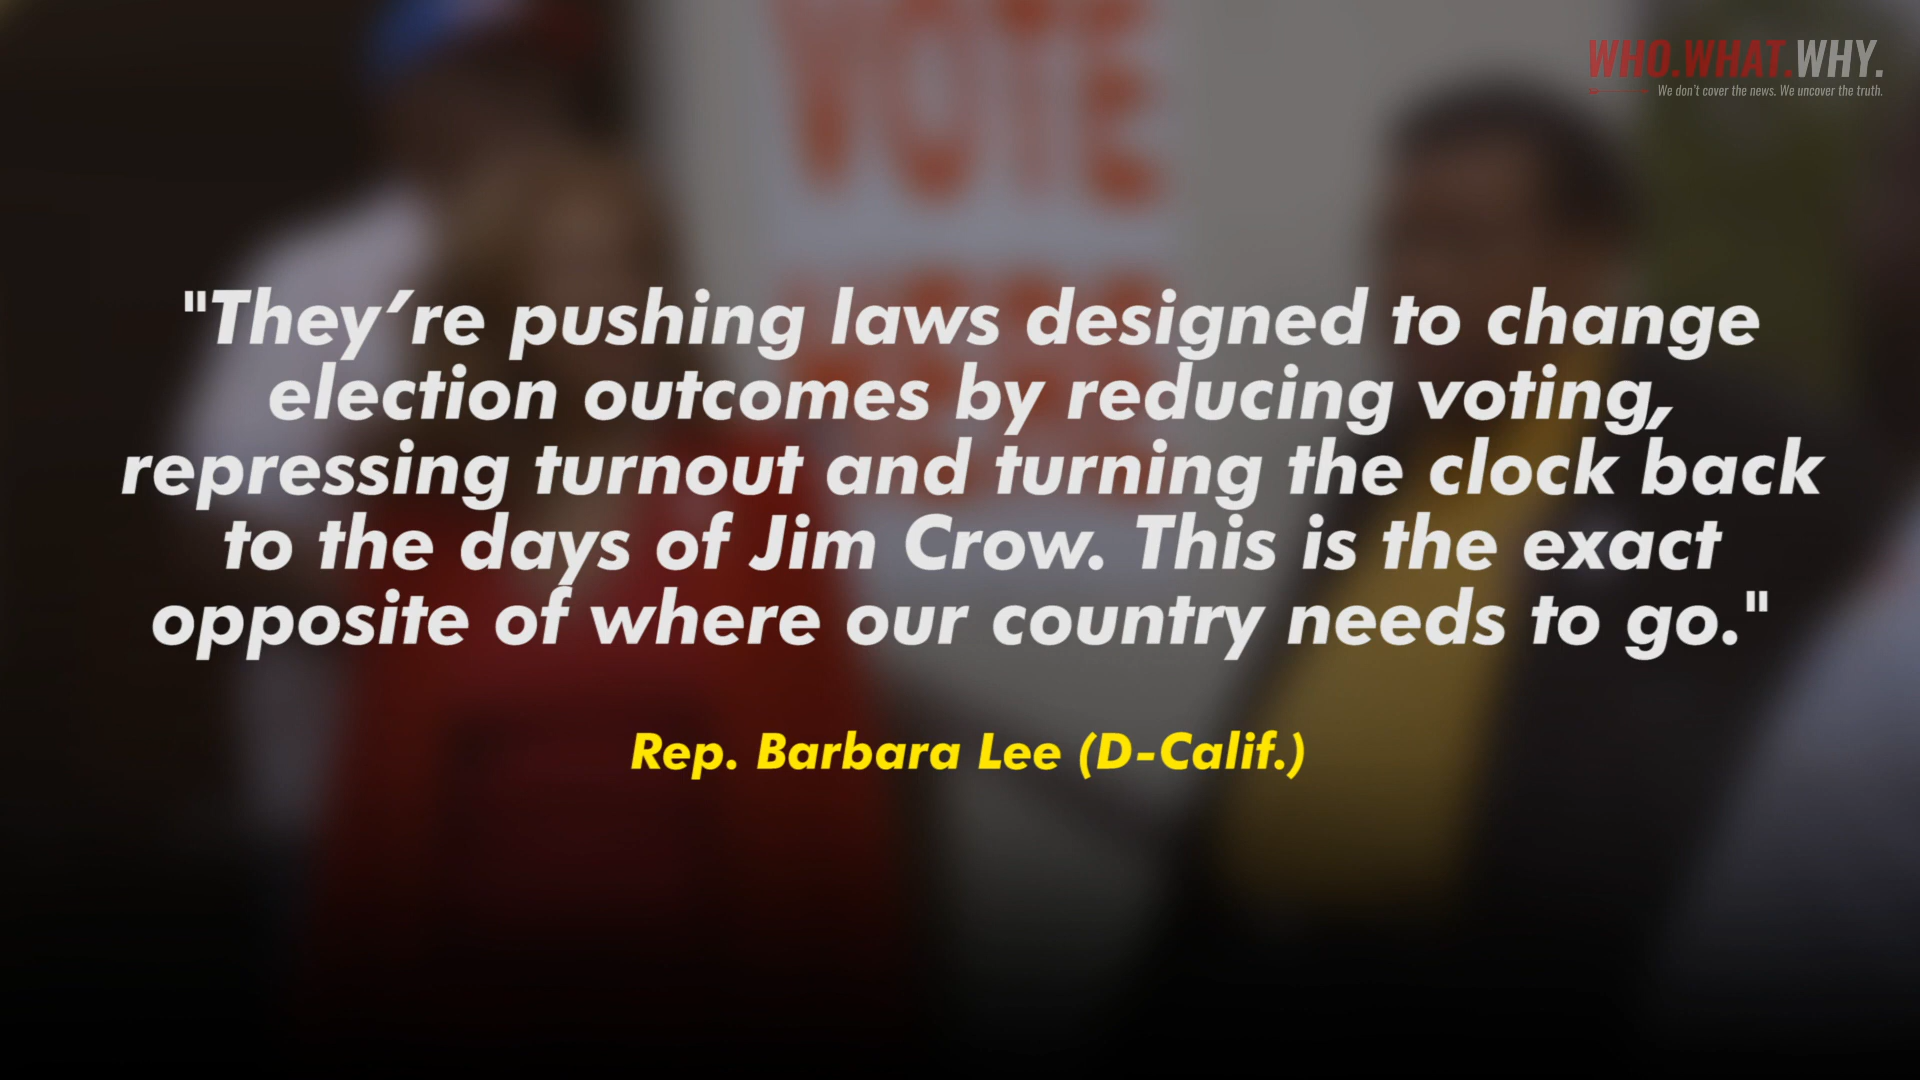 VOTE
WHO.WHAT.WHY.
We don't cover the news. We uncover the truth.
"They're pushing laws designed to change
election outcomes by reducing voting,
repressing turnout and turning the clock back
to the days of Jim Crow. This is the exact
opposite of where our country needs to go."
Rep. Barbara Lee (D-Calif.)